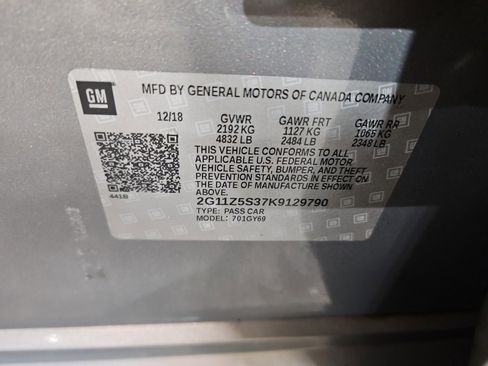 GM
MFD BY GENERAL MOTORS OF CANADA COMPANY
12/18 GVWR GAWR FRT GAWR RR
2192 KG 1127 KG 1065 KG
4832 LB 2484 LB 2348 LB
THIS VEHICLE CONFORMS TO ALL
APPLICABLE U.S. FEDERAL MOTOR
VEHICLE SAFETY, BUMPER, AND THEFT
PREVENTION STANDARDS IN EFFECT ON
THE DATE OF MANUFACTURE SHOWN
ABOVE.
441B
2G11Z5S37K9129790
TYPE: PASS CAR
MODEL: 701GY69